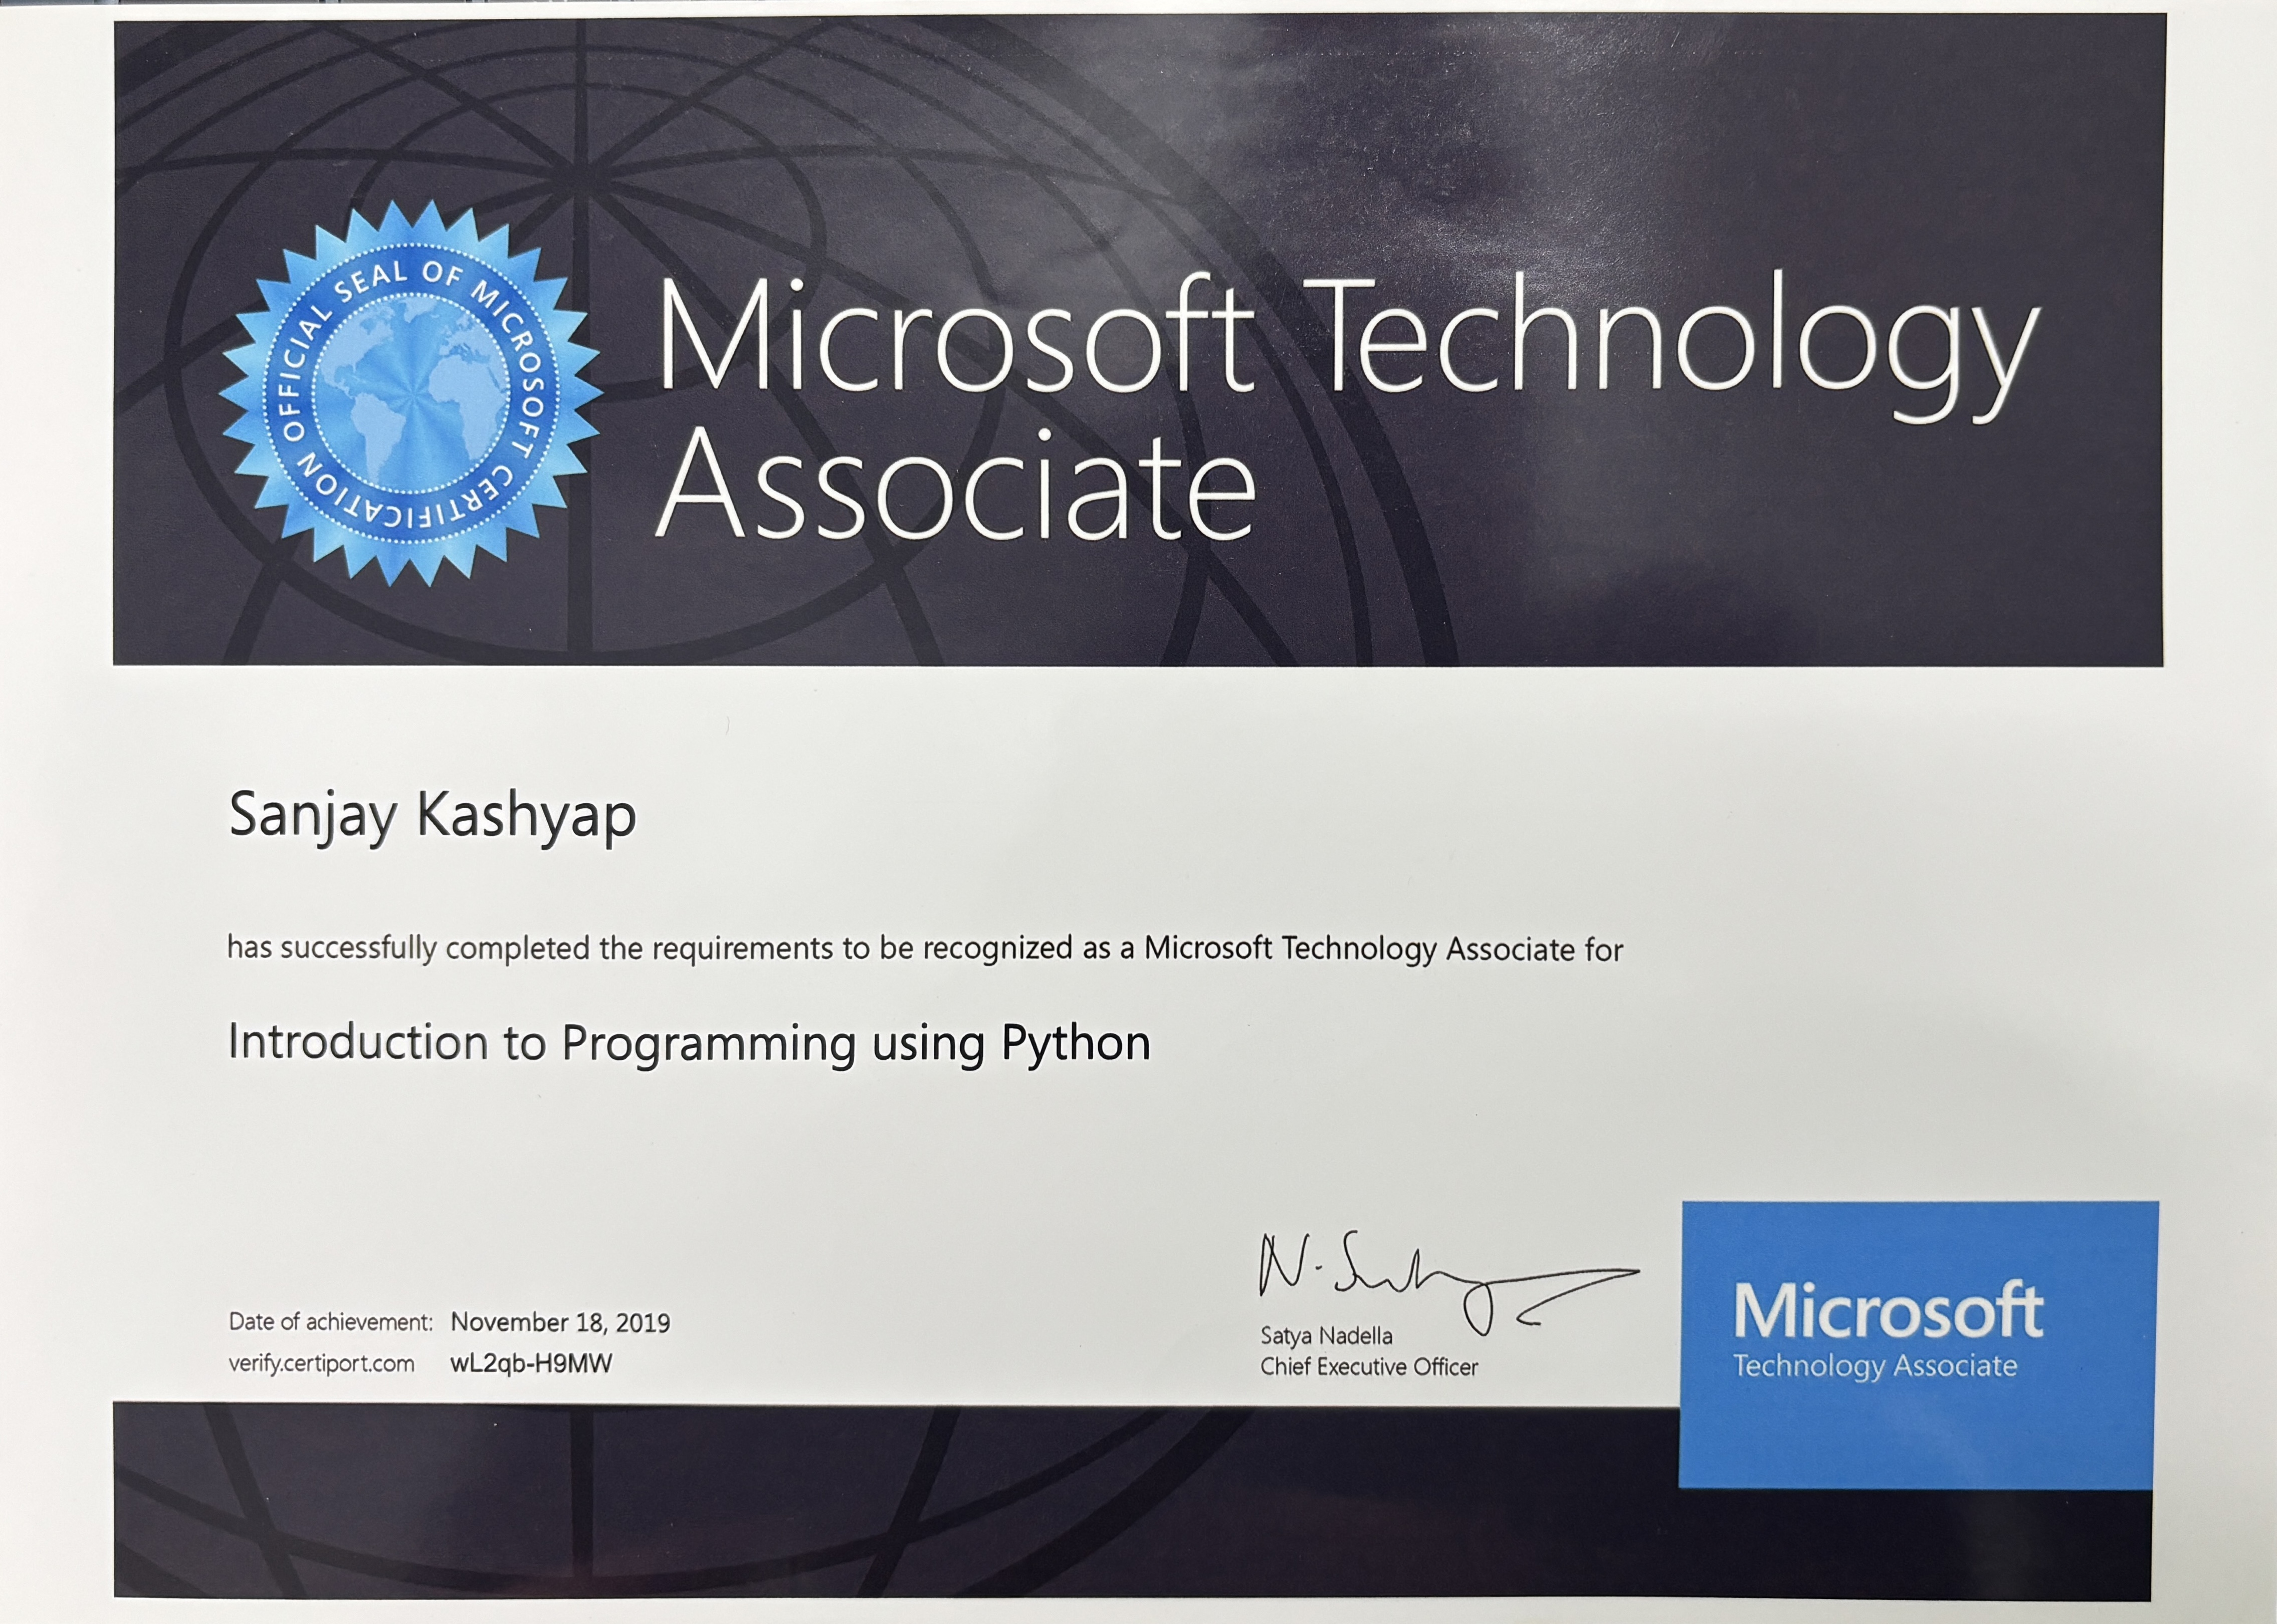 OFFICIAL SEAL OF MICROSOFT CERTIFICATION
Microsoft Technology
Associate
Sanjay Kashyap
has successfully completed the requirements to be recognized as a Microsoft Technology Associate for
Introduction to Programming using Python
N. Satya
Date of achievement: November 18, 2019
verify.certiport.com wL2qb-H9MW
Satya Nadella
Chief Executive Officer
Microsoft
Technology Associate